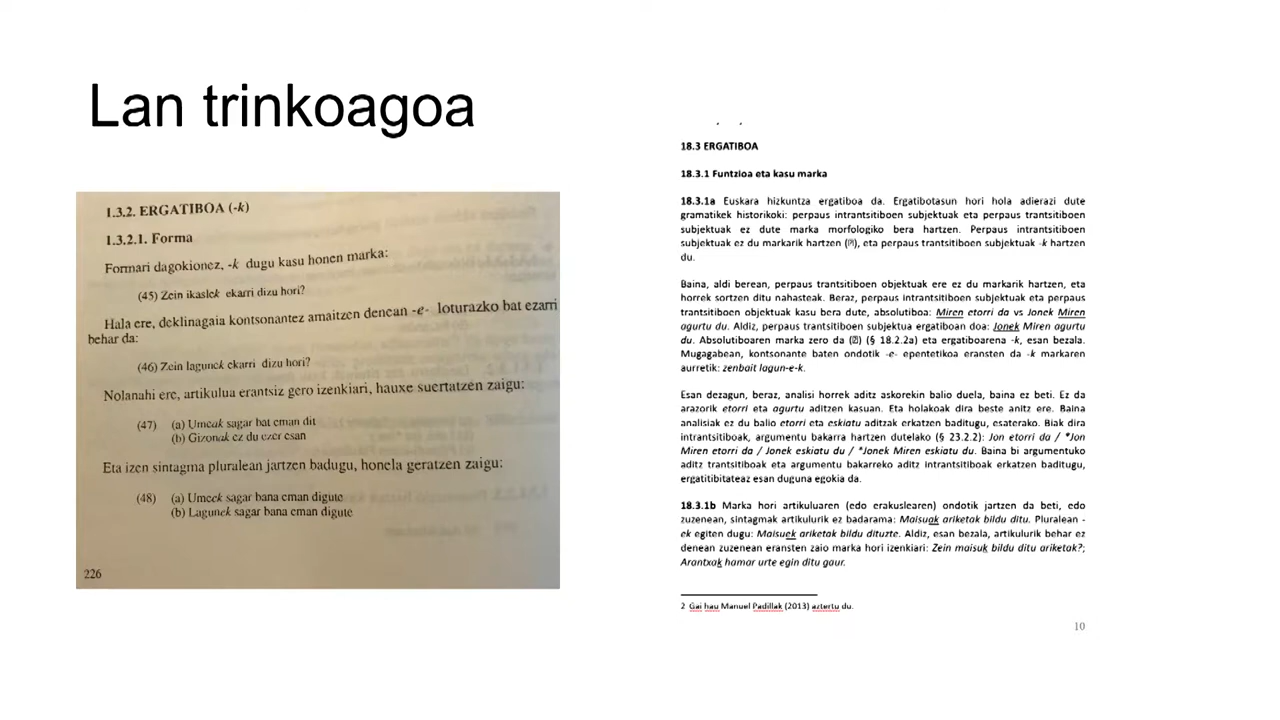 Lan trinkoagoa
1.3.2. ERGATIBOA (-k)
1.3.2.1. Forma
Formari dagokionez, -k dugu kasu honen marka:
(45) Zein ikaslek ekarri dizu hori?
Hala ere, deklinagaia kontsonantez amaitzen denean -e- loturazko bat ezarri
behar da:
(46) Zein lagunek ekarri dizu hori?
Nolanahi ere, artikulua erantsiz gero izenkiari, hauxe suertatzen zaigu:
(47) (a) Umeak sagar bat eman dit
(b) Gizonak ez du ezer esan
Eta izen sintagma pluralean jartzen badugu, honela geratzen zaigu:
(48) (a) Umeek sagar bana eman digute
(b) Lagunek sagar bana eman digute
226
18.3 ERGATIBOA
18.3.1 Funtzioa eta kasu marka
18.3.1a Euskara hizkuntza ergatiboa da. Ergatibotasun hori hola adierazi dute
gramatikek historikoki: perpaus intrantsitiboen subjektuak eta perpaus trantsitiboen
subjektuak ez dute marka morfologiko bera hartzen. Perpaus intrantsitiboen
subjektuak ez du markarik hartzen (), eta perpaus trantsitiboen subjektuak -k hartzen
du.
Baina, aldi berean, perpaus trantsitiboen objektuak ere ez du markarik hartzen, eta
horrek sortzen ditu nahasteak. Beraz, perpaus intrantsitiboen subjektuak eta perpaus
trantsitiboen objektuak kasu bera dute, absolutiboa: Miren etorri da vs Jonek Miren
agurtu du. Aldiz, perpaus trantsitiboen subjektua ergatiboan doa: Jonek Miren agurtu
du. Absolutiboaren marka zero da () (§ 18.2.2a) eta ergatiboarena -k, esan bezala.
Mugagabean, kontsonante baten ondotik -e- epentetikoa eransten da -k markaren
aurretik: zenbait lagun-e-k.
Esan dezagun, beraz, analisi horrek aditz askorekin balio duela, baina ez beti. Ez da
arazorik etorri eta agurtu aditzen kasuan. Eta holakoak dira beste anitz ere. Baina
analisiak ez du balio etorri eta eskiatu aditzak erkatzen baditugu, esaterako. Biak dira
intrantsitiboak, argumentu bakarra hartzen dutelako (§ 23.2.2): Jon etorri da / *Jon
Miren etorri da / Jonek eskiatu du / *Jonek Miren eskiatu du. Baina bi argumentuko
aditz trantsitiboak eta argumentu bakarreko aditz intrantsitiboak erkatzen baditugu,
ergatitibitateaz esan duguna egokia da.
18.3.1b Marka hori artikuluaren (edo erakuslearen) ondotik jartzen da beti, edo
zuzenean, sintagmak artikulurik ez badarama: Maisuak ariketak bildu ditu. Pluralean -
ek egiten dugu: Maisuek ariketak bildu dituzte. Aldiz, esan bezala, artikulurik behar ez
denean zuzenean eransten zaio marka hori izenkiari: Zein maisuk bildu ditu ariketak?;
Arantxak hamar urte egin ditu gaur.
2 Gai hau Manuel Padillak (2013) aztertu du.
10